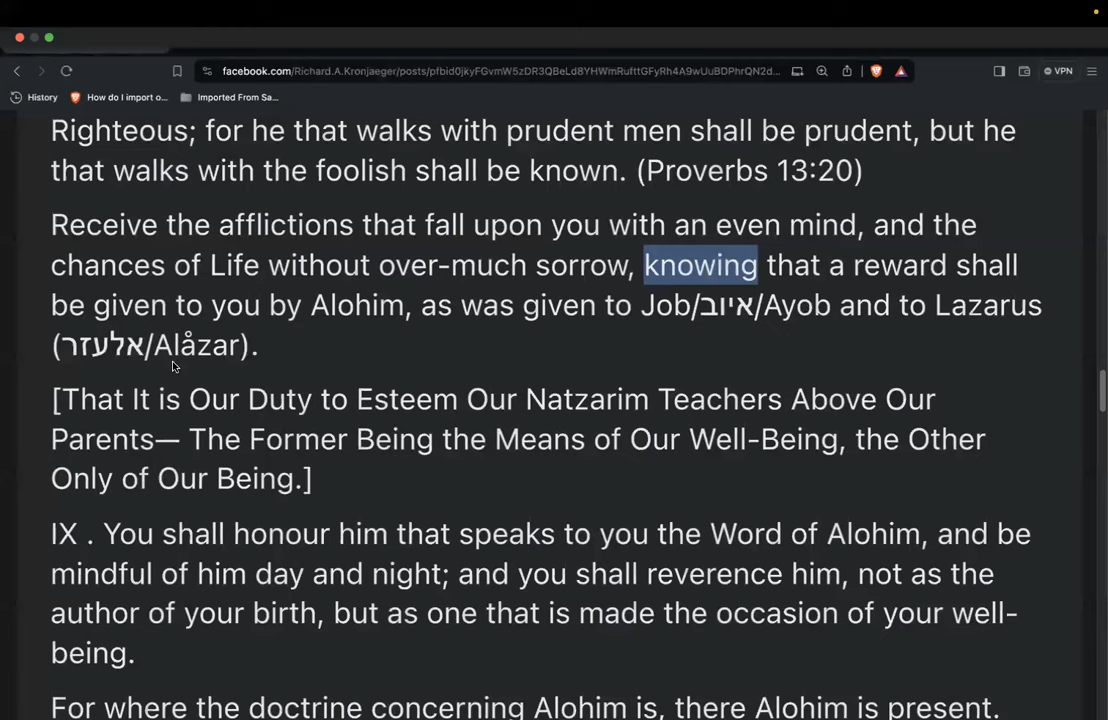 facebook.com/Richard.A.Kronjaeger/posts/pfbid0jkyFGvmW5zDR3QBeLd8YHWmRufttGFyRh4A9wUuBDPhrQN2d...
VPN
History
How do I import o...
Imported From Sa...
Righteous; for he that walks with prudent men shall be prudent, but he
that walks with the foolish shall be known. (Proverbs 13:20)
Receive the afflictions that fall upon you with an even mind, and the
chances of Life without over-much sorrow, knowing that a reward shall
be given to you by Alohim, as was given to Job/איוב/Ayob and to Lazarus
(אלעזר/Alåzar).
[That It is Our Duty to Esteem Our Natzarim Teachers Above Our
Parents— The Former Being the Means of Our Well-Being, the Other
Only of Our Being.]
IX . You shall honour him that speaks to you the Word of Alohim, and be
mindful of him day and night; and you shall reverence him, not as the
author of your birth, but as one that is made the occasion of your well-
being.
For where the doctrine concerning Alohim is, there Alohim is present.